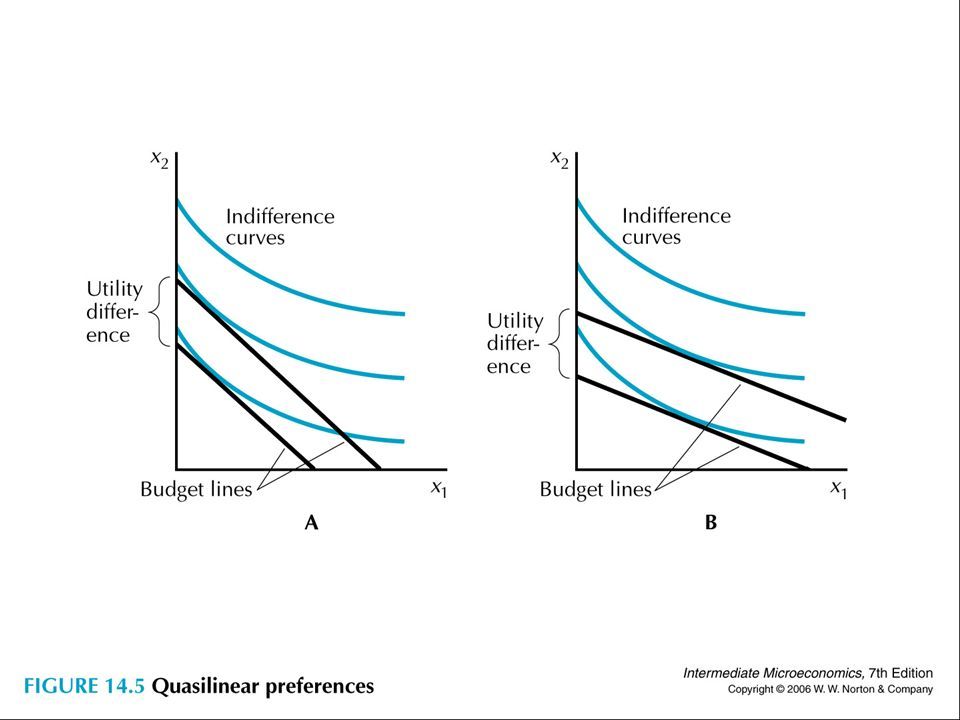 x2
Indifference
curves
Utility
differ-
ence
Budget lines
x1
A
x2
Indifference
curves
Utility
differ-
ence
Budget lines
x1
B
FIGURE 14.5 Quasilinear preferences
Intermediate Microeconomics, 7th Edition
Copyright © 2006 W. W. Norton & Company